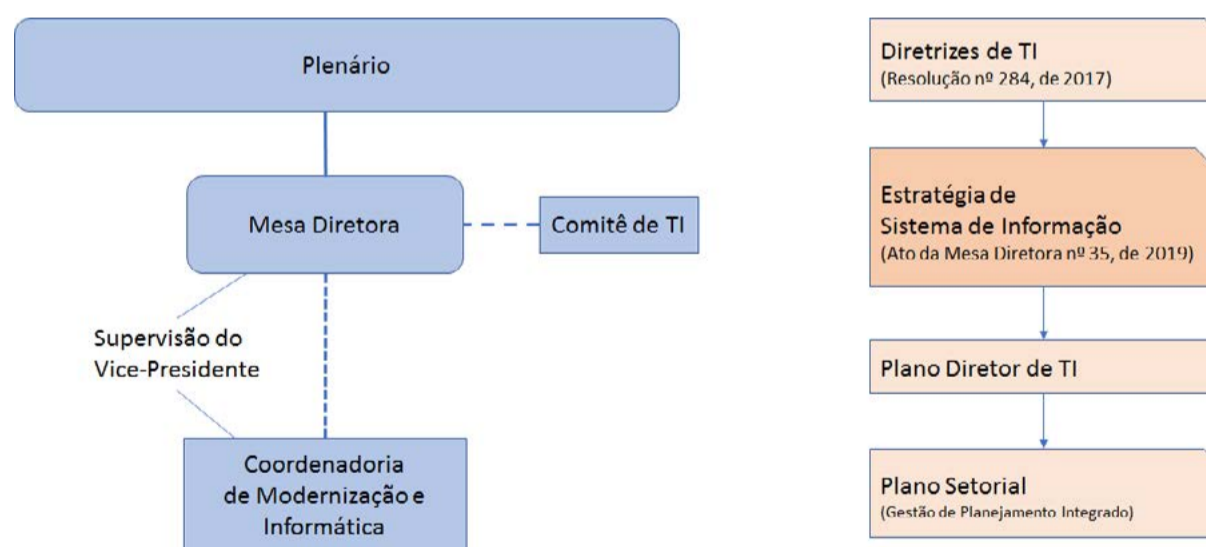 Plenário
Mesa Diretora
Comitê de TI
Supervisão do
Vice-Presidente
Coordenadoria
de Modernização e
Informática
Diretrizes de TI
(Resolução nº 284, de 2017)
Estratégia de
Sistema de Informação
(Ato da Mesa Diretora nº 35, de 2019)
Plano Diretor de TI
Plano Setorial
(Gestão de Planejamento Integrado)